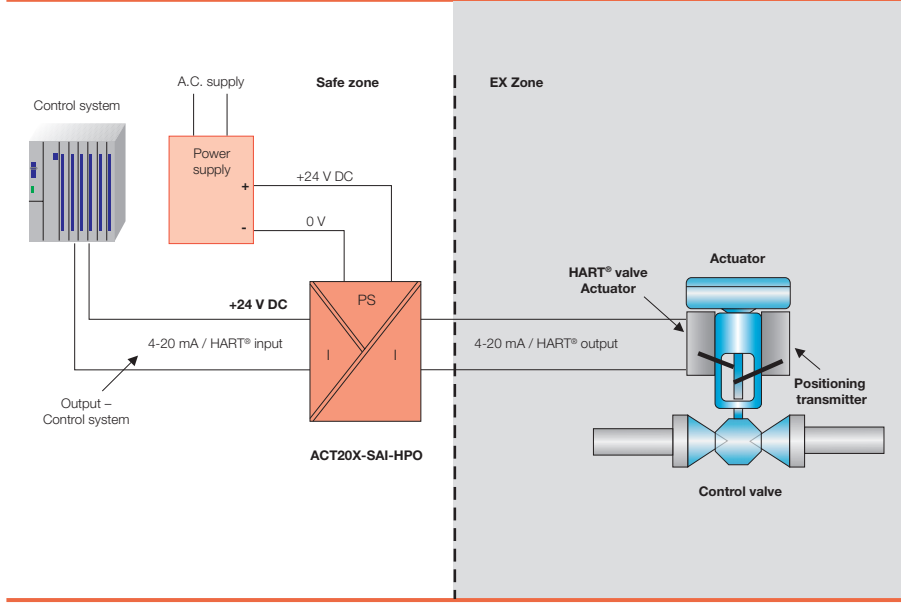 A.C. supply
Safe zone
EX Zone
Control system
Power
supply
+
-
+24 V DC
0 V
+24 V DC
PS
4-20 mA / HART® input
I
I
4-20 mA / HART® output
Output –
Control system
ACT20X-SAI-HPO
Actuator
HART® valve
Actuator
Positioning
transmitter
Control valve